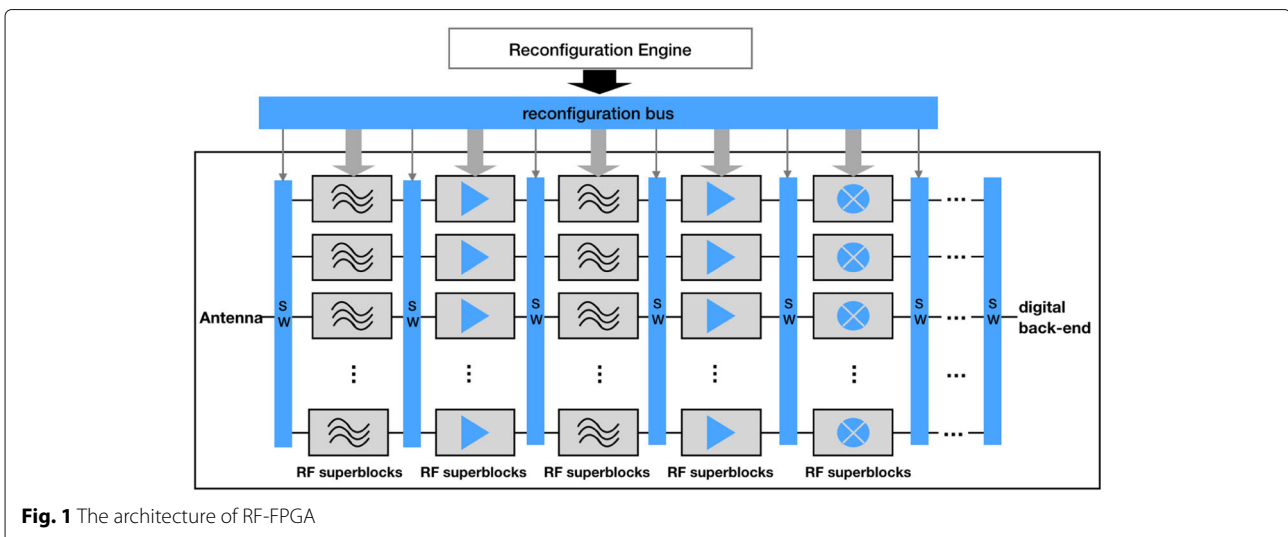 Reconfiguration Engine
reconfiguration bus
Antenna
S
W
S
W
S
W
S
W
S
W
S
W
S
W
digital
back-end
RF superblocks RF superblocks RF superblocks RF superblocks RF superblocks
Fig. 1 The architecture of RF-FPGA